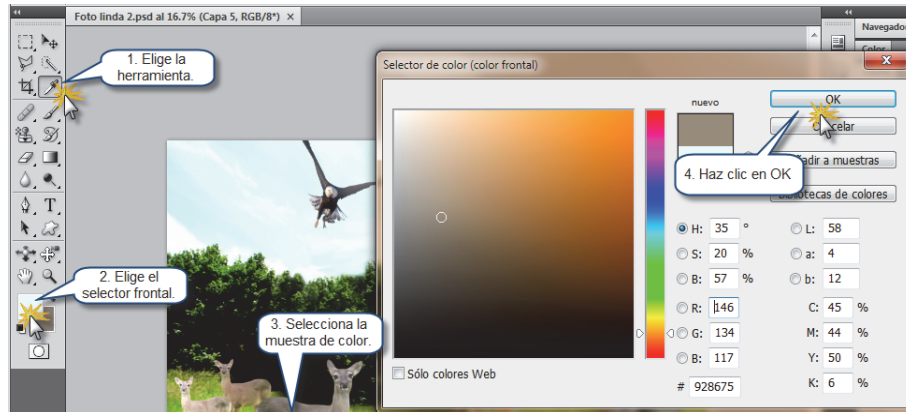 Foto linda 2.psd al 16.7% (Capa 5, RGB/8*) ×
Navegador
Color
1. Elige la
herramienta.
Selector de color (color frontal)
nuevo
OK
4. Haz clic en OK
Bibliotecas de colores
a muestras
H: 35 °
L: 58
S: 20 %
a: 4
B: 57 %
b: 12
R: 146
C: 45 %
G: 134
M: 44 %
B: 117
Y: 50 %
# 928675
K: 6 %
Sólo colores Web
2. Elige el
selector frontal.
3. Selecciona la
muestra de color.
T